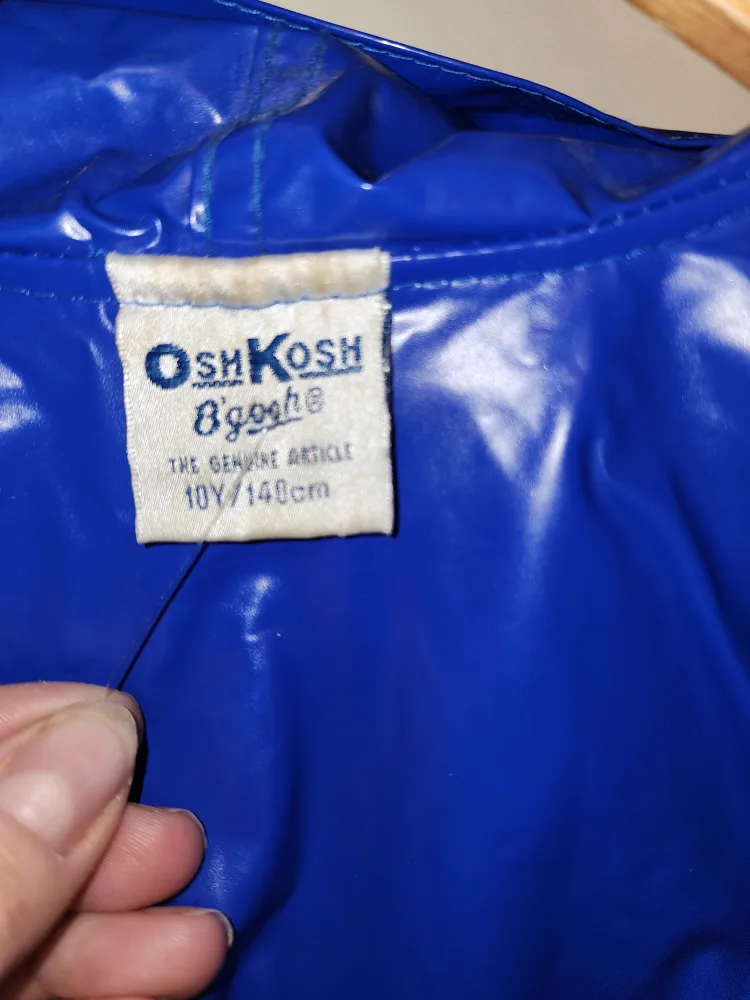 OSHKOSH
B'gosh®
THE GENUINE ARTICLE
10Y/140cm